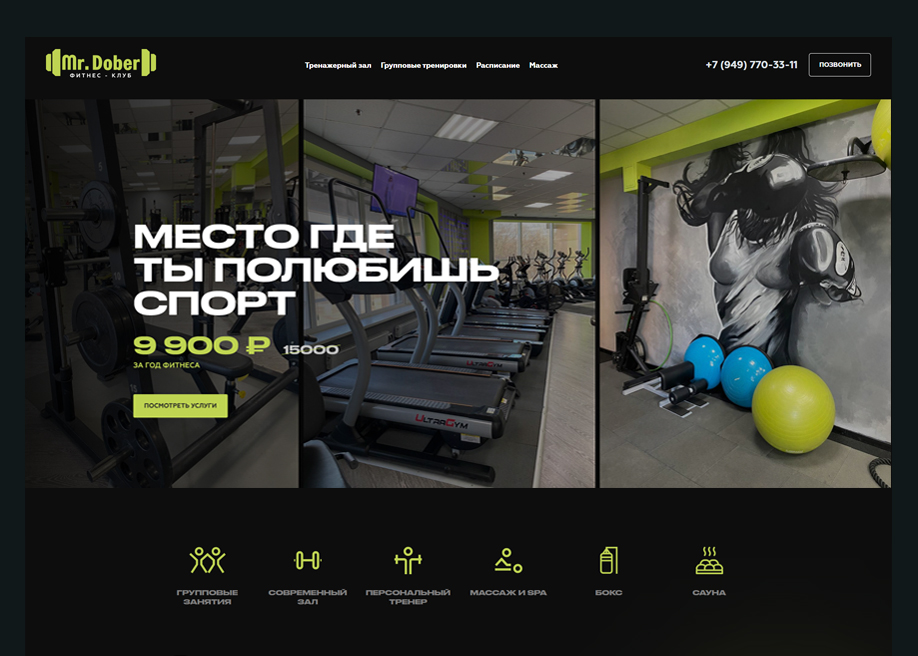 Mr. Dober
ФИТНЕС - КЛУБ
Тренажерный зал Групповые тренировки Расписание Массаж
+7 (949) 770-33-11
ПОЗВОНИТЬ
МЕСТО ГДЕ
ТЫ ПОЛЮБИШЬ
СПОРТ
9 900 ₽ 15000
ЗА ГОД ФИТНЕСА
ПОСМОТРЕТЬ УСЛУГИ
ULTRAGYM
ULTRAGYM
ГРУППОВЫЕ
ЗАНЯТИЯ
СОВРЕМЕННЫЙ
ЗАЛ
ПЕРСОНАЛЬНЫЙ
ТРЕНЕР
МАССАЖ И SPA
БОКС
САУНА